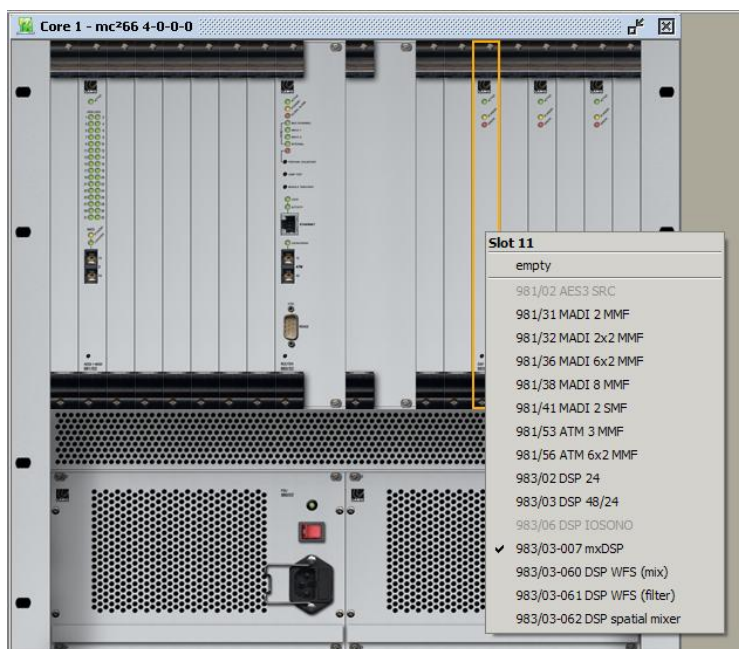 Core 1 - mc²66 4-0-0-0
ETHERNET
ATM
Slot 11
empty
981/02 AES3 SRC
981/31 MADI 2 MMF
981/32 MADI 2x2 MMF
981/36 MADI 6x2 MMF
981/38 MADI 8 MMF
981/41 MADI 2 SMF
981/53 ATM 3 MMF
981/56 ATM 6x2 MMF
983/02 DSP 24
983/03 DSP 48/24
983/06 DSP IOSONO
983/03-007 mxDSP
983/03-060 DSP WFS (mix)
983/03-061 DSP WFS (filter)
983/03-062 DSP spatial mixer